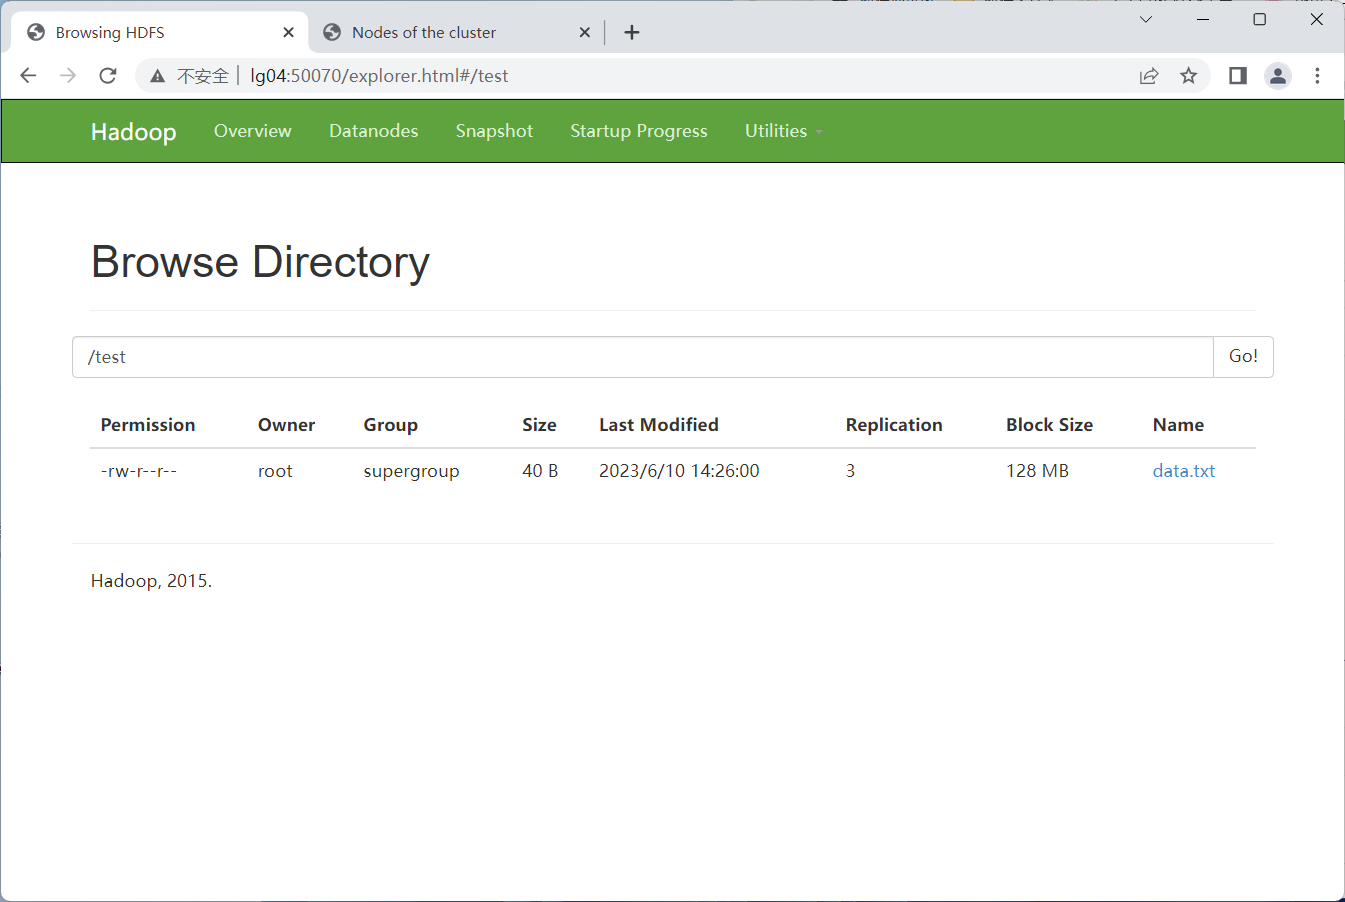 Browsing HDFS
Nodes of the cluster
不安全 lg04:50070/explorer.html#/test
Hadoop Overview Datanodes Snapshot Startup Progress Utilities
Browse Directory
/test Go!
Permission Owner Group Size Last Modified Replication Block Size Name
-rw-r--r-- root supergroup 40 B 2023/6/10 14:26:00 3 128 MB data.txt
Hadoop, 2015.